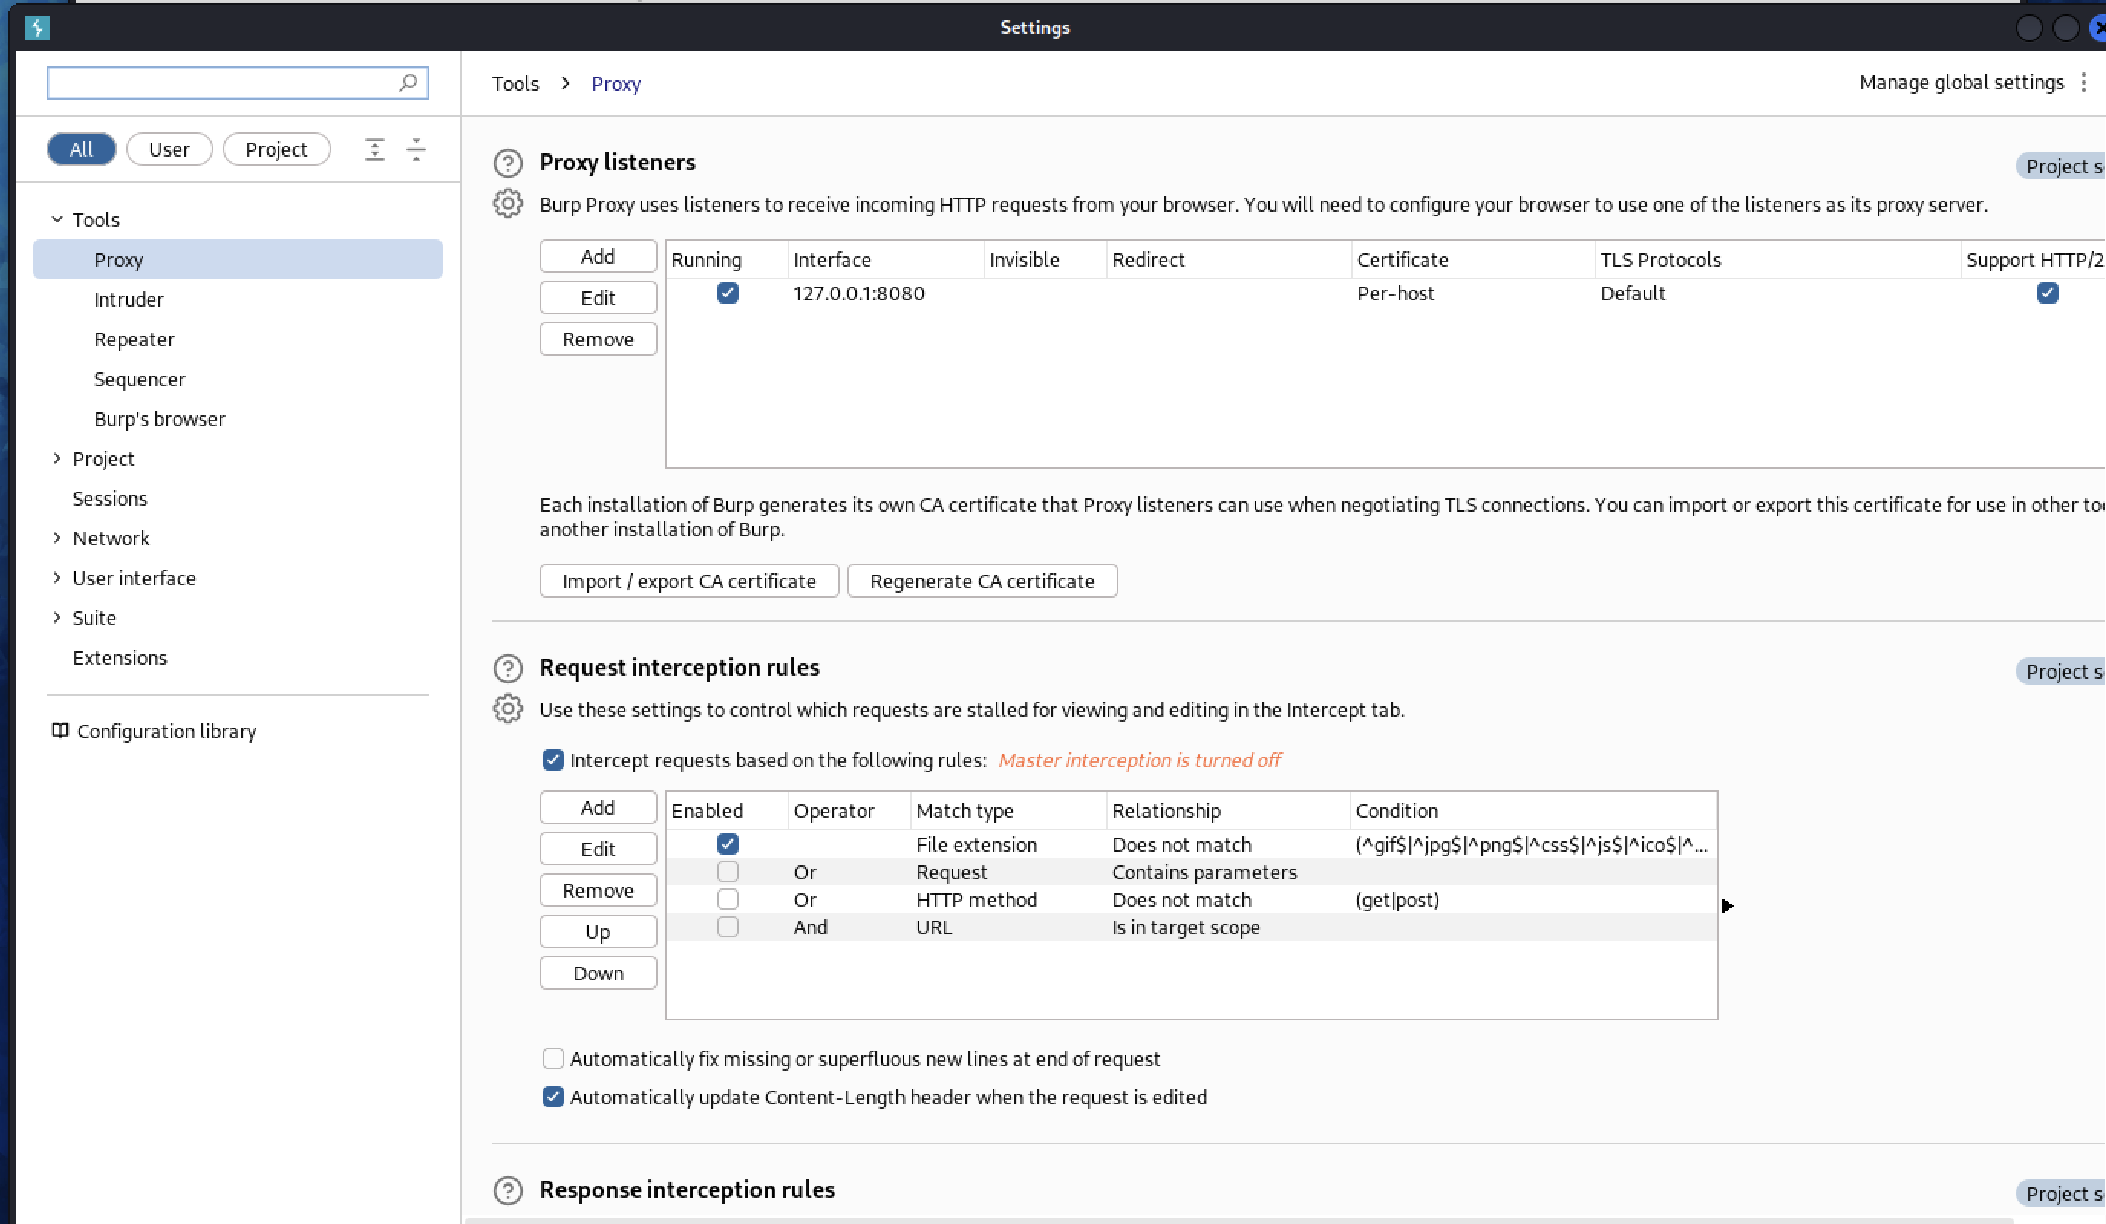 Settings
Tools > Proxy
Manage global settings
All User Project
Tools
Proxy
Intruder
Repeater
Sequencer
Burp's browser
Project
Sessions
Network
User interface
Suite
Extensions
Configuration library
Proxy listeners
Project s
Burp Proxy uses listeners to receive incoming HTTP requests from your browser. You will need to configure your browser to use one of the listeners as its proxy server.
Add
Edit
Remove
Running Interface Invisible Redirect Certificate TLS Protocols Support HTTP/2
127.0.0.1:8080 Per-host Default
Each installation of Burp generates its own CA certificate that Proxy listeners can use when negotiating TLS connections. You can import or export this certificate for use in other to
another installation of Burp.
Import / export CA certificate Regenerate CA certificate
Request interception rules
Project s
Use these settings to control which requests are stalled for viewing and editing in the Intercept tab.
Intercept requests based on the following rules: Master interception is turned off
Add
Edit
Remove
Up
Down
Enabled Operator Match type Relationship Condition
File extension Does not match (^gif$|^jpg$|^png$|^css$|^js$|^ico$|^...
Or Request Contains parameters
Or HTTP method Does not match (get|post)
And URL Is in target scope
Automatically fix missing or superfluous new lines at end of request
Automatically update Content-Length header when the request is edited
Response interception rules
Project s